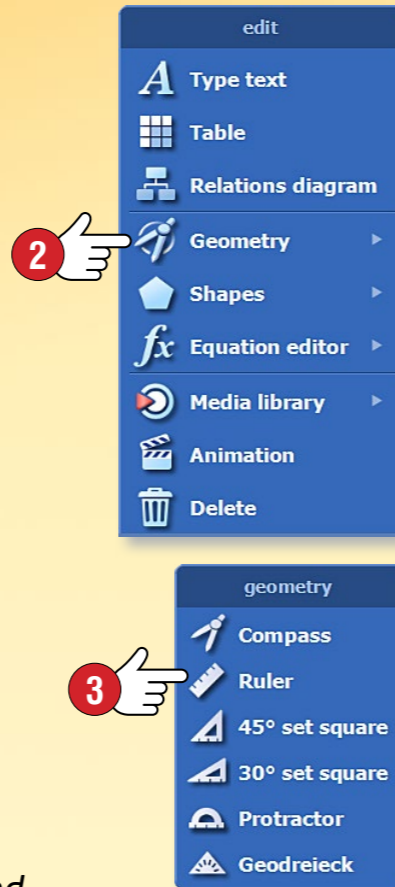 edit
Type text
Table
Relations diagram
2
Geometry
Shapes
fx Equation editor
Media library
Animation
Delete
geometry
Compass
3
Ruler
45° set square
30° set square
Protractor
Geodreieck